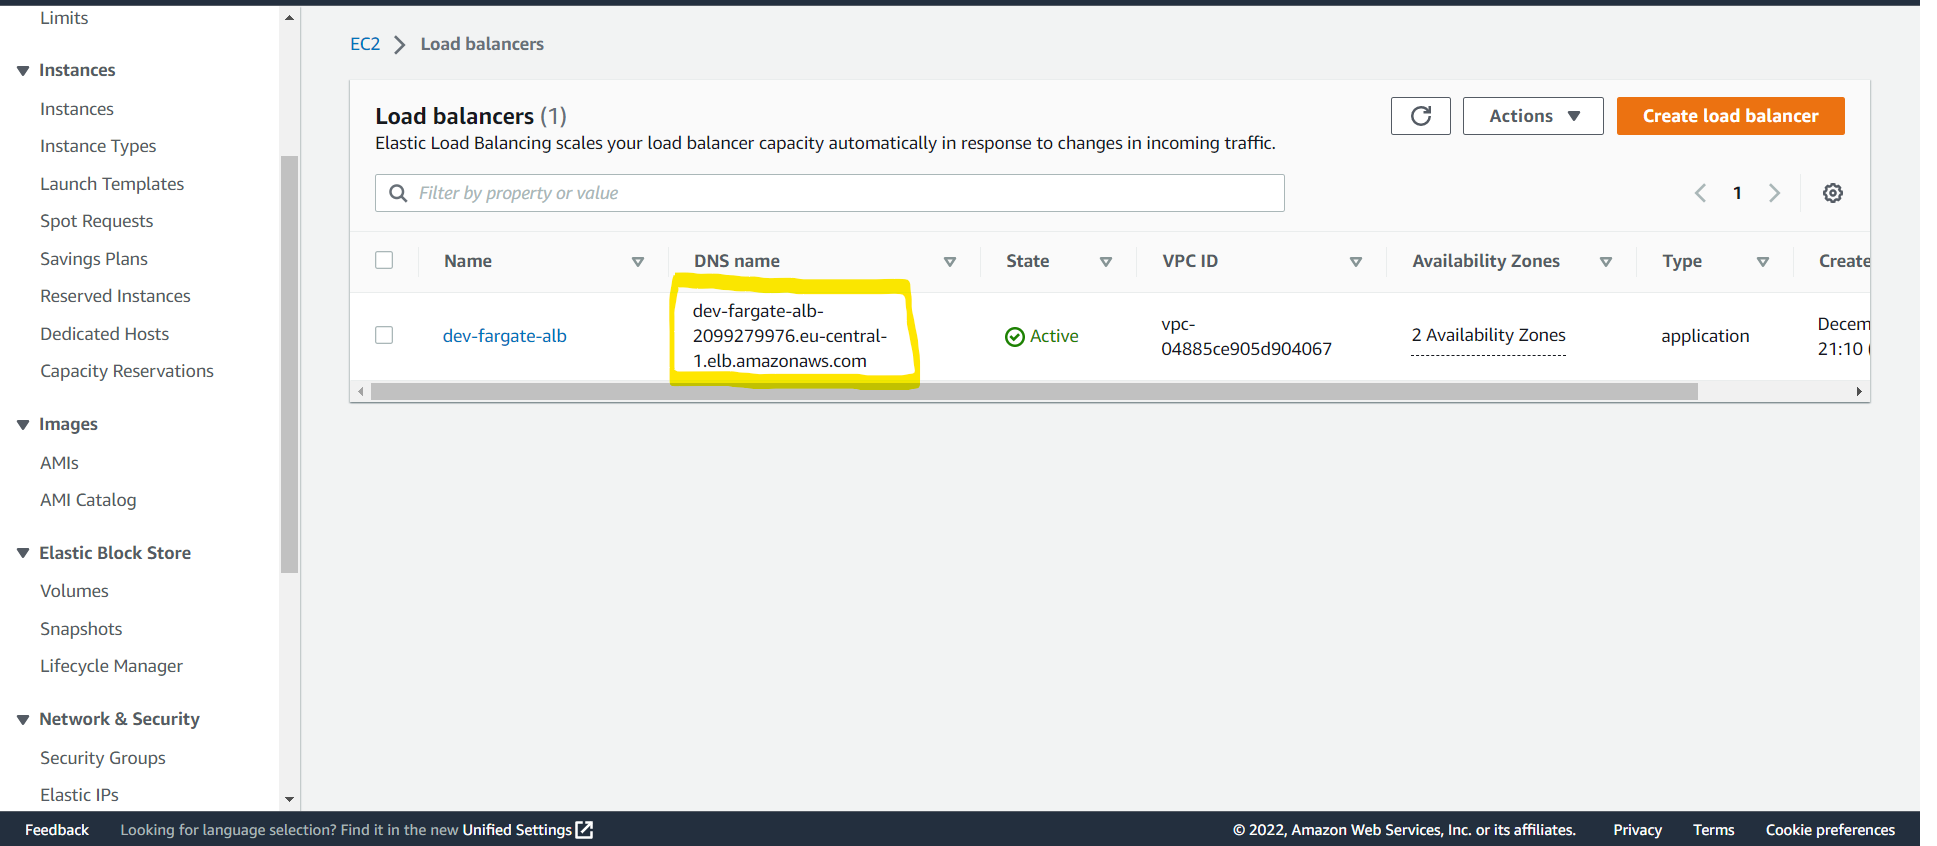 Limits
Instances
Instances
Instance Types
Launch Templates
Spot Requests
Savings Plans
Reserved Instances
Dedicated Hosts
Capacity Reservations
Images
AMIs
AMI Catalog
Elastic Block Store
Volumes
Snapshots
Lifecycle Manager
Network & Security
Security Groups
Elastic IPs
EC2 > Load balancers
Load balancers (1)
Elastic Load Balancing scales your load balancer capacity automatically in response to changes in incoming traffic.
Actions
Create load balancer
Filter by property or value
1
Name DNS name State VPC ID Availability Zones Type Create
dev-fargate-alb
dev-fargate-alb-
2099279976.eu-central-
1.elb.amazonaws.com
Active
vpc-
04885ce905d904067
2 Availability Zones
application
Decem
21:10 (
Feedback Looking for language selection? Find it in the new Unified Settings
© 2022, Amazon Web Services, Inc. or its affiliates. Privacy Terms Cookie preferences